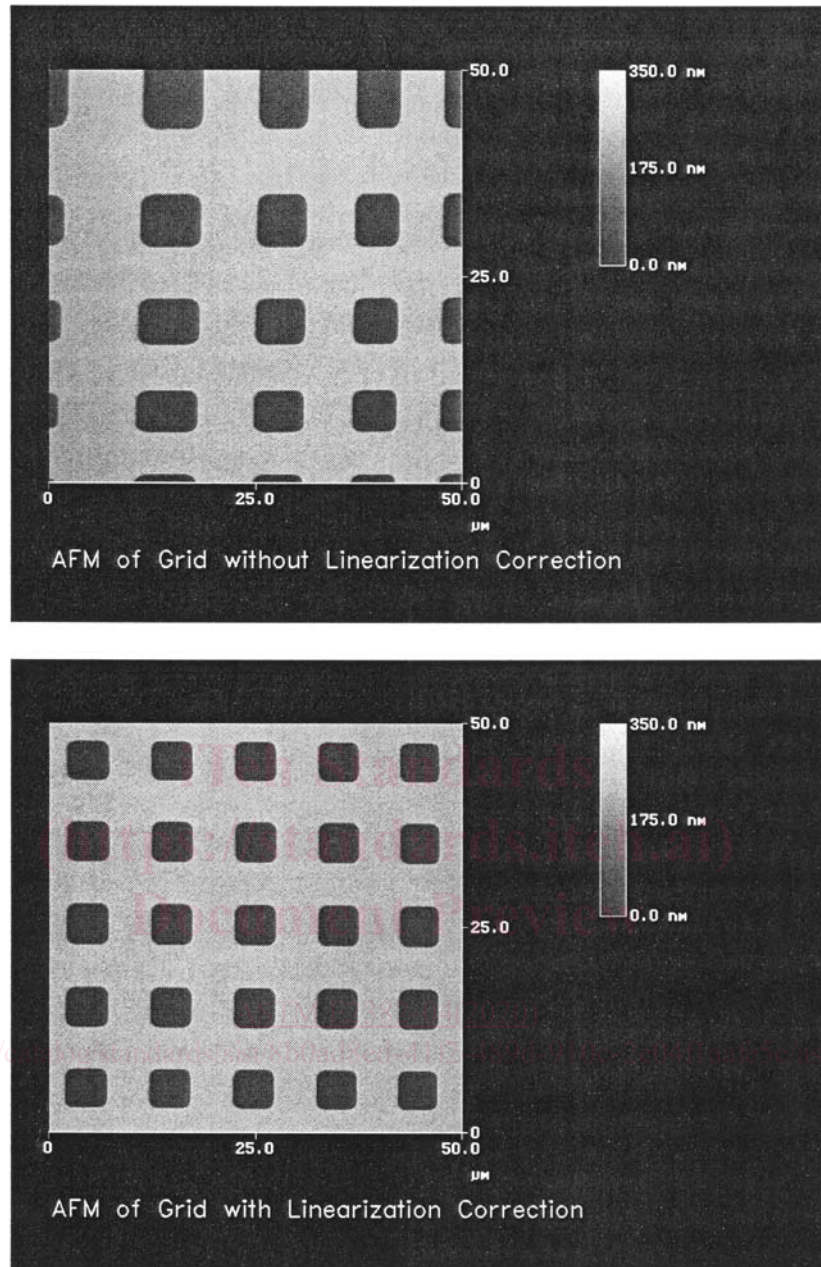 50.0
350.0 nm
175.0 nm
25.0
0.0 nm
0
0 25.0 50.0
μm
AFM of Grid without Linearization Correction
50.0
350.0 nm
iTeh Standards
175.0 nm
(https://standards.iteh.ai)
Document Preview
0.0 nm
25.0
0
0 25.0 50.0
μm
AFM of Grid with Linearization Correction